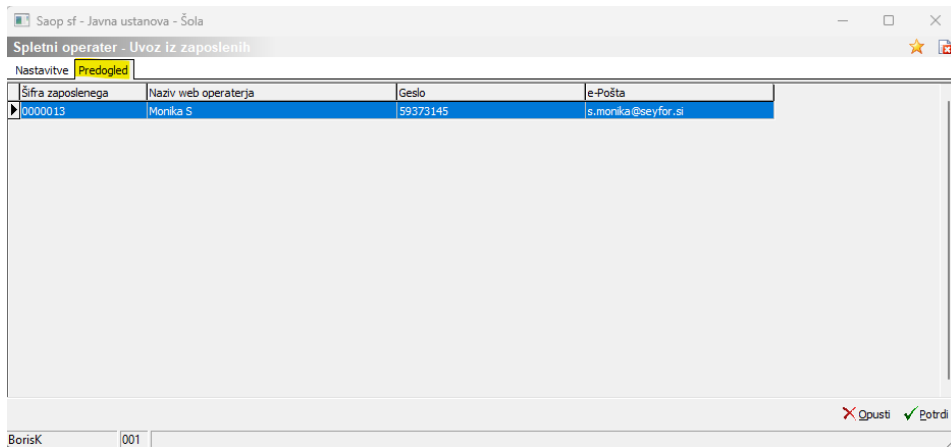 Saop sf - Javna ustanova - Šola
Spletni operater - Uvoz iz zaposlenih
Nastavitve Predogled
Šifra zaposlenega Naziv web operaterja Geslo e-Pošta
0000013 Monika S 59373145 s.monika@seyfor.si
Opusti Potrdi
BorisK 001